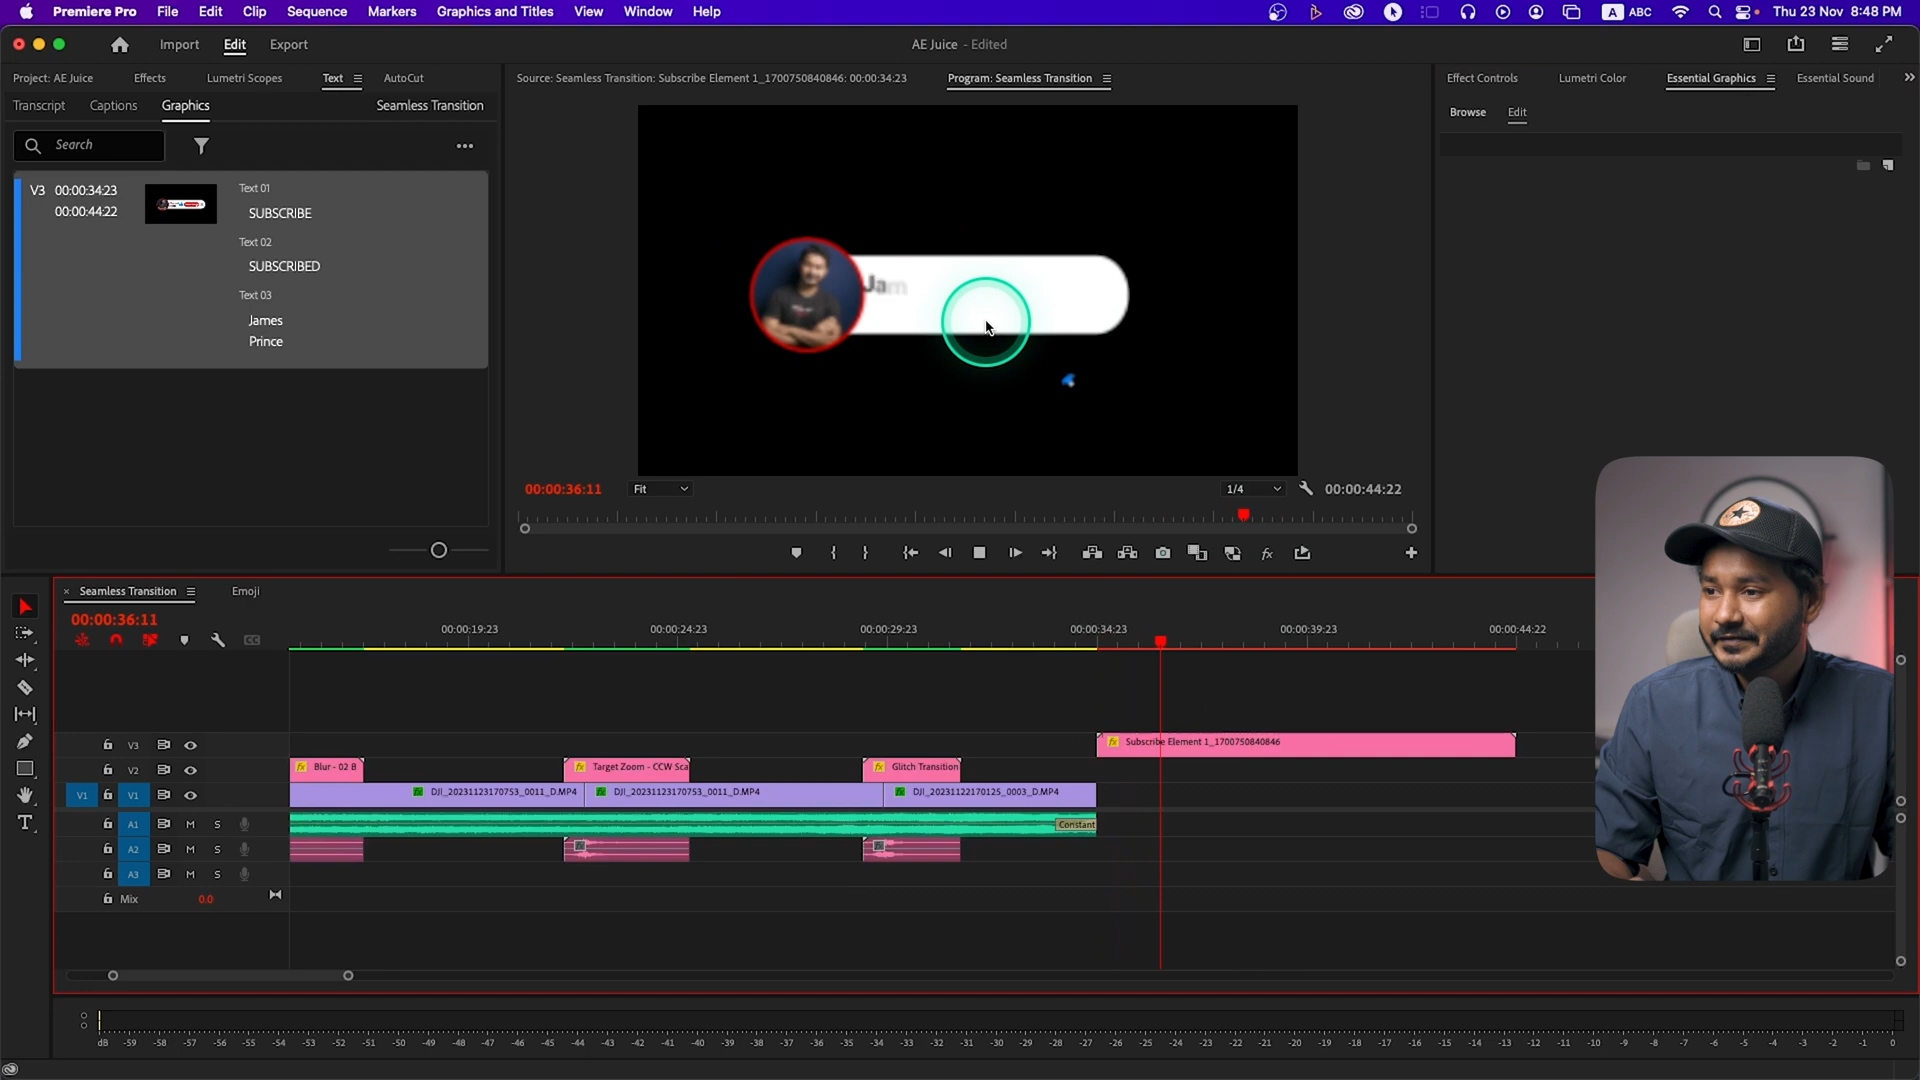 Premiere Pro File Edit Clip Sequence Markers Graphics and Titles View Window Help
A ABC Thu 23 Nov 8:48 PM
Import Edit Export AE Juice - Edited
Project: AE Juice Effects Lumetri Scopes Text AutoCut
Source: Seamless Transition: Subscribe Element 1_1700750840846: 00:00:34:23 Program: Seamless Transition
Effect Controls Lumetri Color Essential Graphics Essential Sound
Transcript Captions Graphics Seamless Transition
Browse Edit
Search
V3 00:00:34:23
00:00:44:22
Text 01
SUBSCRIBE
Text 02
SUBSCRIBED
Text 03
James
Prince
Jam
00:00:36:11 Fit 1/4 00:00:44:22
fx
Seamless Transition Emoji
00:00:36:11
00:00:19:23 00:00:24:23 00:00:29:23 00:00:34:23 00:00:39:23 00:00:44:22
V3 fx Subscribe Element 1_1700750840846
V2 fx Blur - 02 B fx Target Zoom - CCW Sca fx Glitch Transition
V1 V1 fx DJI_20231123170753_0011_D.MP4 fx DJI_20231123170753_0011_D.MP4 fx DJI_20231122170125_0003_D.MP4
A1 M S Constant
A2 M S
A3 M S
Mix 0.0
dB -59 -58 -57 -56 -55 -54 -53 -52 -51 -50 -49 -48 -47 -46 -45 -44 -43 -42 -41 -40 -39 -38 -37 -36 -35 -34 -33 -32 -31 -30 -29 -28 -27 -26 -25 -24 -23 -22 -21 -20 -19 -18 -17 -16 -15 -14 -13 -12 -11 -10 -9 -8 -7 -6 -5 -4 -3 -2 -1 0